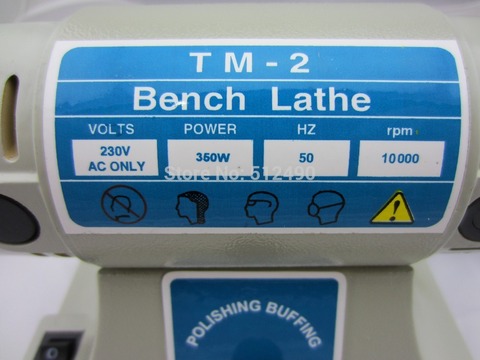 TM-2
Bench Lathe
VOLTS POWER HZ rpm
230V
AC ONLY 350W 50 10000
Store No: 512490
POLISHING BUFFING